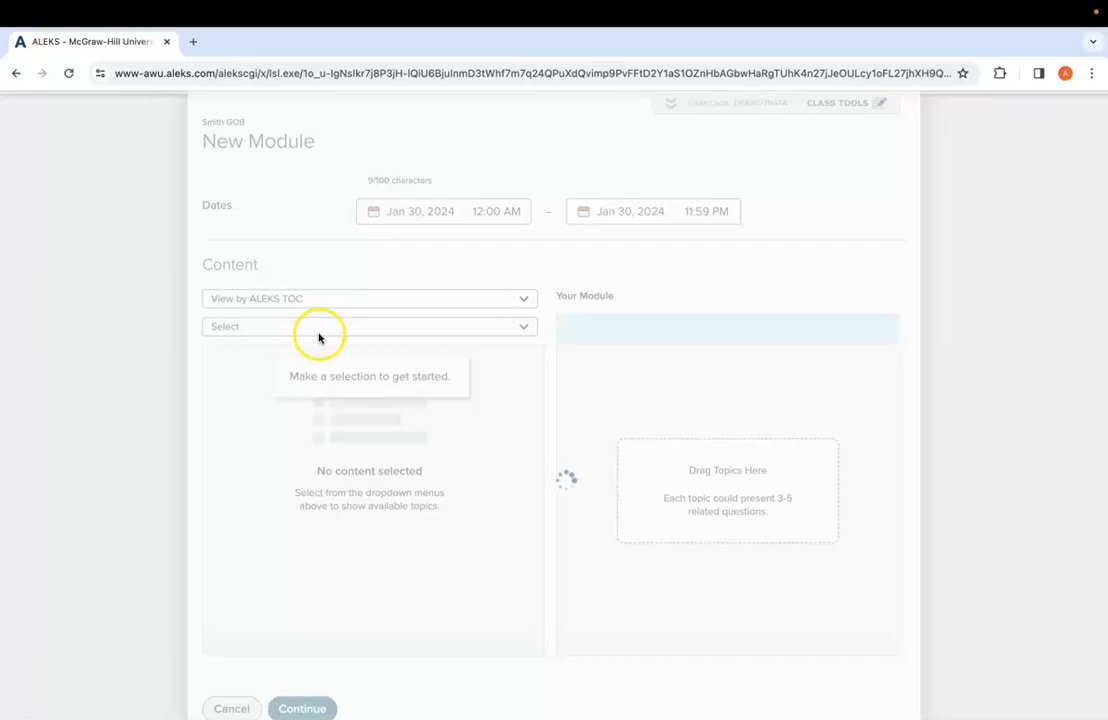 ALEKS - McGraw-Hill Univers
www-awu.aleks.com/alekscgi/x/Isl.exe/1o_u-IgNsIkr7j8P3jH-IQiU6BjuInmD3tWhf7m7q24QPuXdQvimp9PvFFtD2Y1aS1OZnHbAGbwHaRgTUhK4n27jJeOULcy1oFL27jhXH9Q...
A
CLASS TOOLS
Smith GOB
New Module
9/100 characters
Dates
Jan 30, 2024 12:00 AM - Jan 30, 2024 11:59 PM
Content
View by ALEKS TOC
Your Module
Select
Make a selection to get started.
No content selected
Select from the dropdown menus
above to show available topics.
Drag Topics Here
Each topic could present 3-5
related questions.
Cancel
Continue